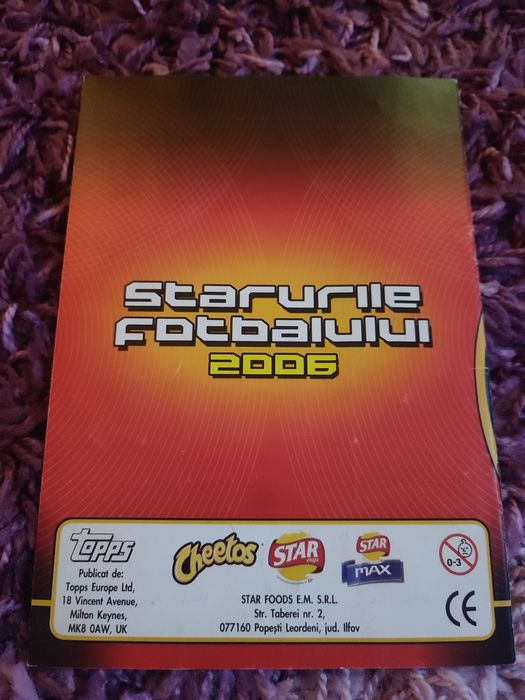 Starurile
fotbalului
2006
topps
Publicat de:
Topps Europe Ltd,
18 Vincent Avenue,
Milton Keynes,
MK8 0AW, UK
Cheetos
STAR
chips
STAR
MAX
STAR FOODS E.M. S.R.L.
Str. Taberei nr. 2,
077160 Popești Leordeni, jud. Ilfov
0-3
CE